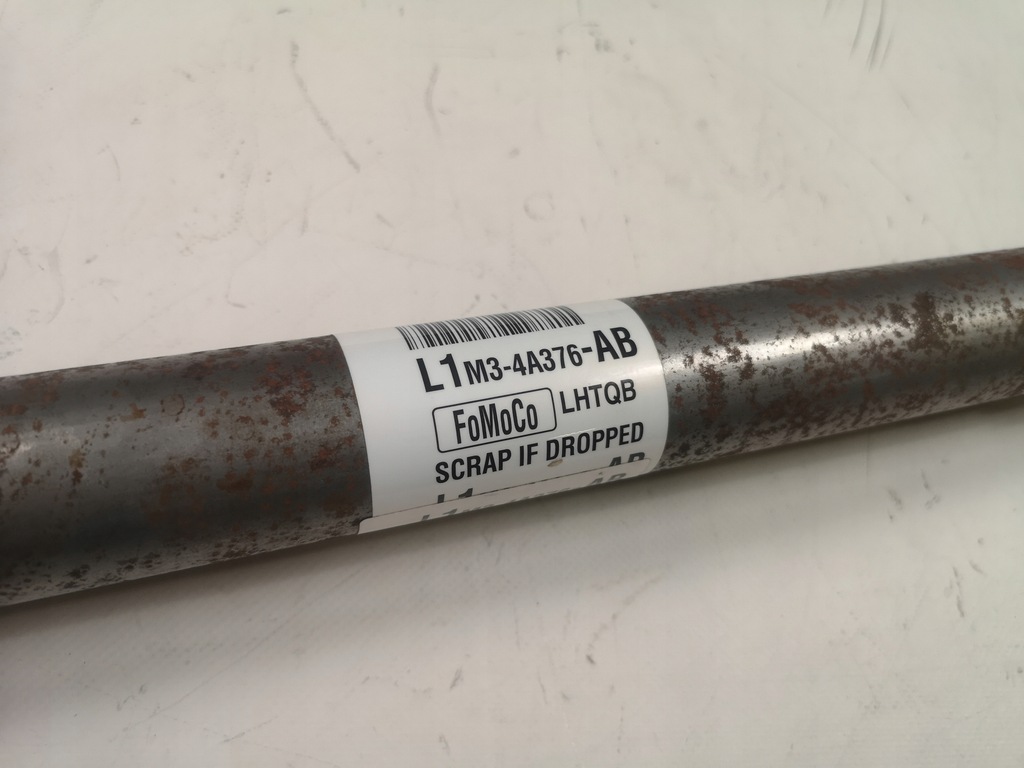 L1M3-4A376-AB
FoMoCo LHTQB
SCRAP IF DROPPED